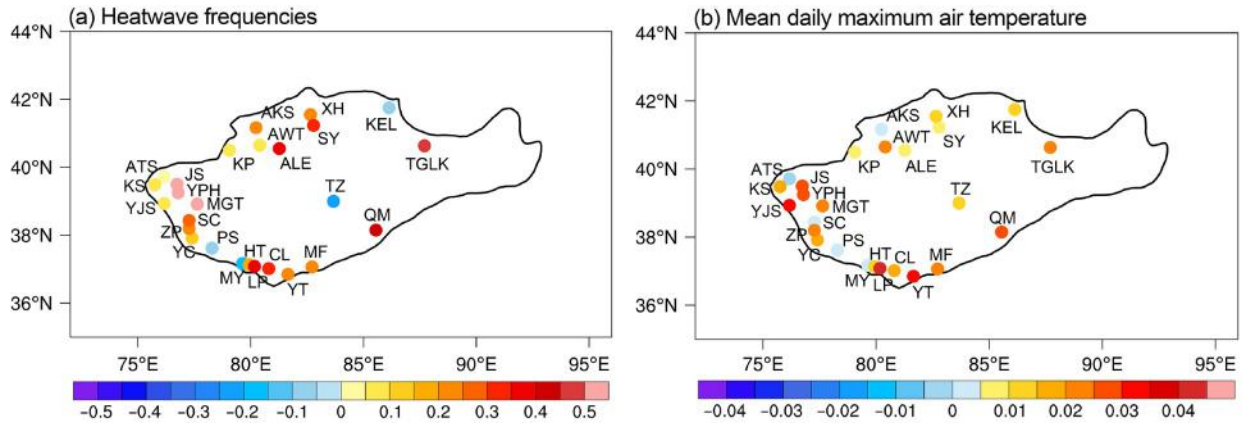 (a) Heatwave frequencies
44°N
42°N
40°N
38°N
36°N
AKS
XH
KEL
AWT
SY
KP
ALE
TGLK
ATS
JS
KS
YPH
TZ
YJS
MGT
SC
QM
ZP
PS
YC
HT
CL
MF
MY
LP
YT
75°E
80°E
85°E
90°E
95°E
−0.5
−0.4
−0.3
−0.2
−0.1
0
0.1
0.2
0.3
0.4
0.5
(b) Mean daily maximum air temperature
44°N
42°N
40°N
38°N
36°N
AKS
XH
KEL
AWT
SY
KP
ALE
TGLK
ATS
JS
KS
YPH
TZ
YJS
MGT
SC
QM
ZP
PS
YC
HT
CL
MF
MY
LP
YT
75°E
80°E
85°E
90°E
95°E
−0.04
−0.03
−0.02
−0.01
0
0.01
0.02
0.03
0.04